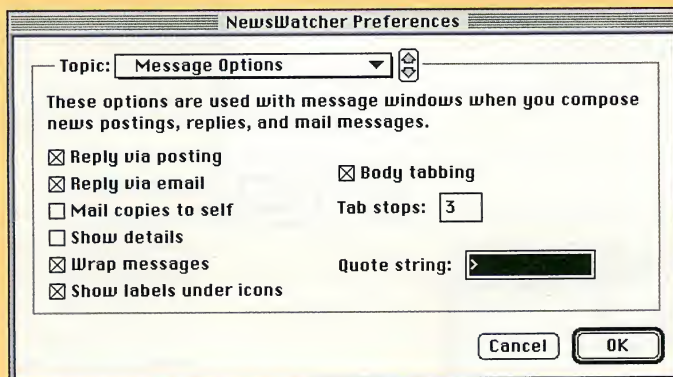 NewsWatcher Preferences
Topic: Message Options
These options are used with message windows when you compose
news postings, replies, and mail messages.
Reply via posting
Reply via email
Mail copies to self
Show details
Wrap messages
Show labels under icons
Body tabbing
Tab stops: 3
Quote string: >
Cancel OK